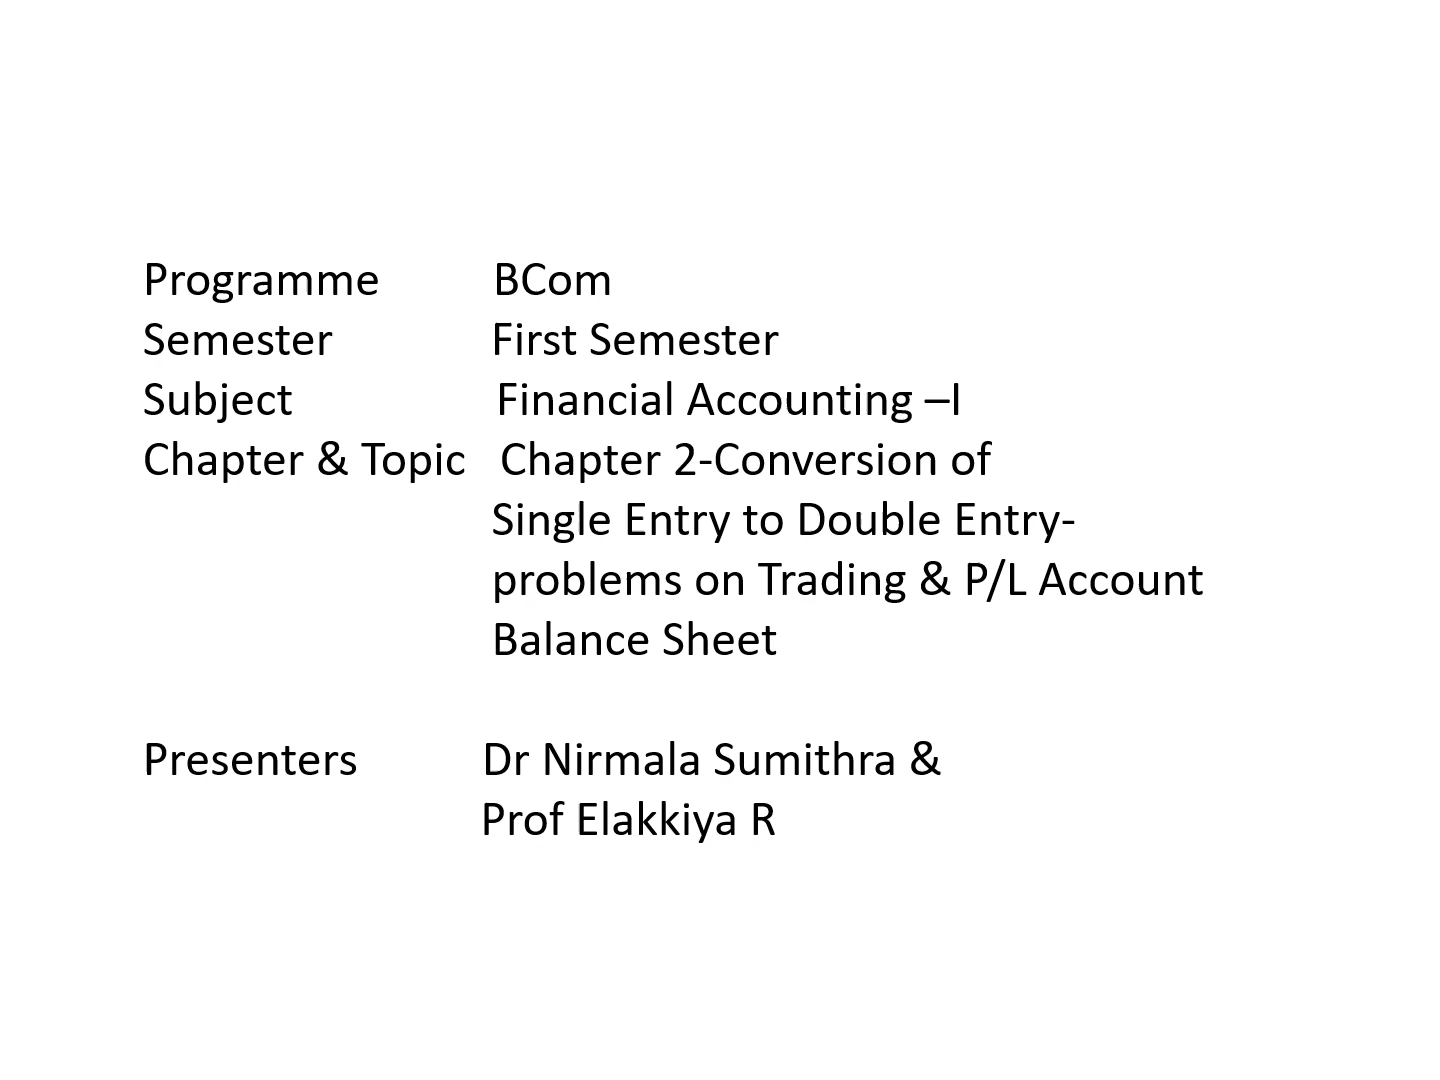 Programme BCom
Semester First Semester
Subject Financial Accounting –I
Chapter & Topic Chapter 2-Conversion of
Single Entry to Double Entry-
problems on Trading & P/L Account
Balance Sheet
Presenters Dr Nirmala Sumithra &
Prof Elakkiya R